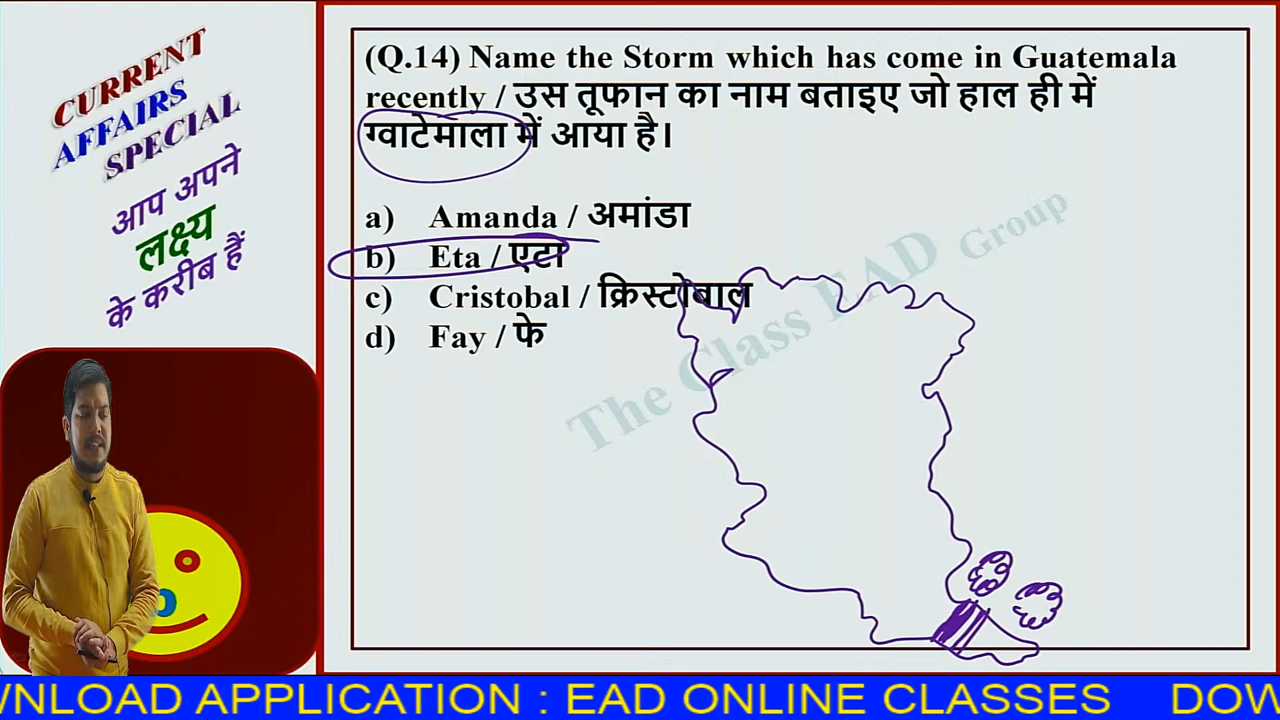 CURRENT
AFFAIRS
SPECIAL
आप अपने
लक्ष्य
के करीब हैं
(Q.14) Name the Storm which has come in Guatemala
recently / उस तूफान का नाम बताइए जो हाल ही में
ग्वाटेमाला में आया है।
a) Amanda / अमांडा
b) Eta / एटा
c) Cristobal / क्रिस्टोबाल
d) Fay / फे
The Class EAD Group
WNLOAD APPLICATION : EAD ONLINE CLASSES DOW